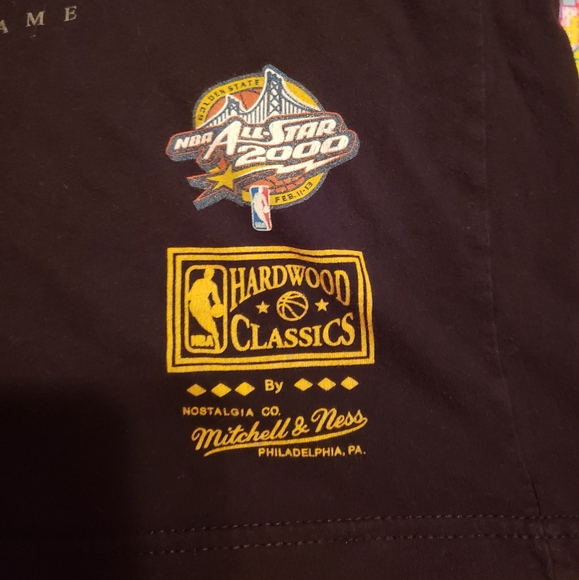 AME
GOLDEN STATE
NBA ALL-STAR
2000
FEB. 11-13
HARDWOOD
CLASSICS
NBA
By
NOSTALGIA CO.
Mitchell & Ness
PHILADELPHIA, PA.